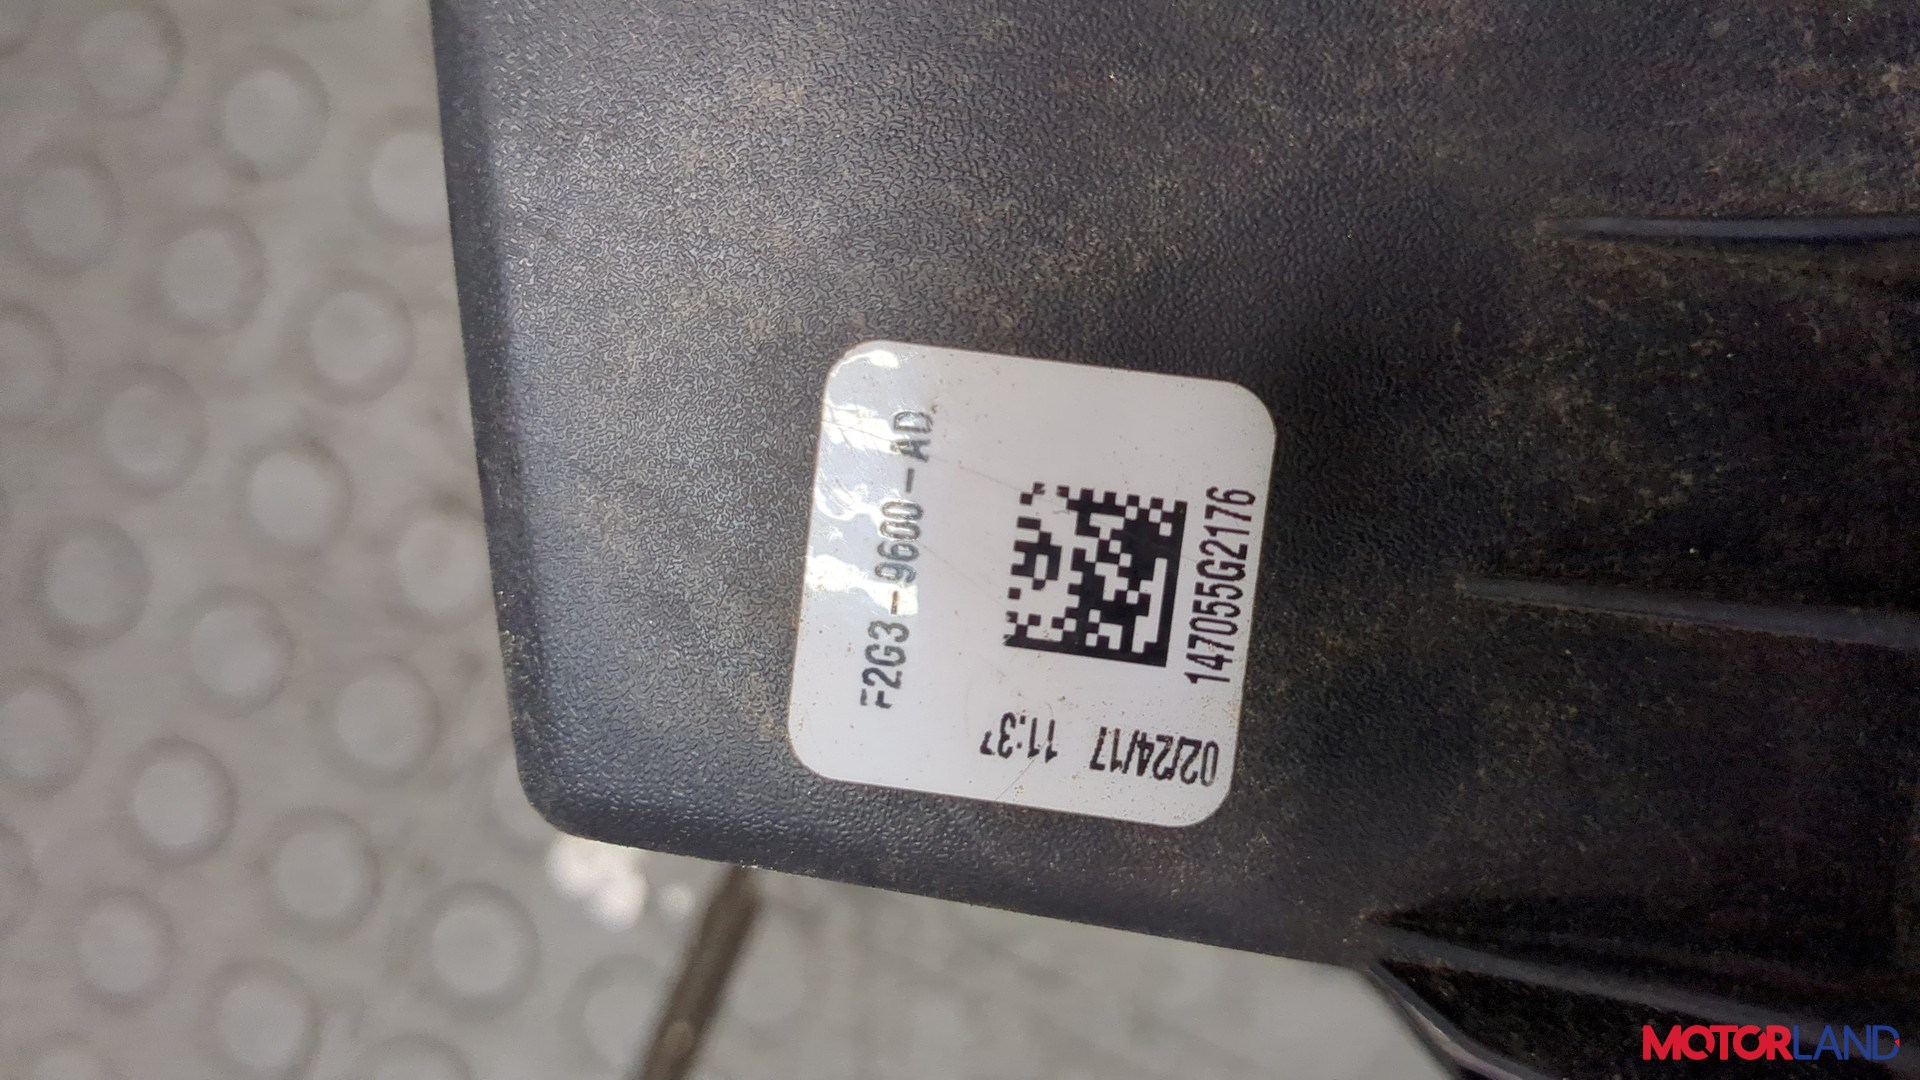 F2G3-9600-AD
147055G2176
02/24/17 11:37
MOTORLAND